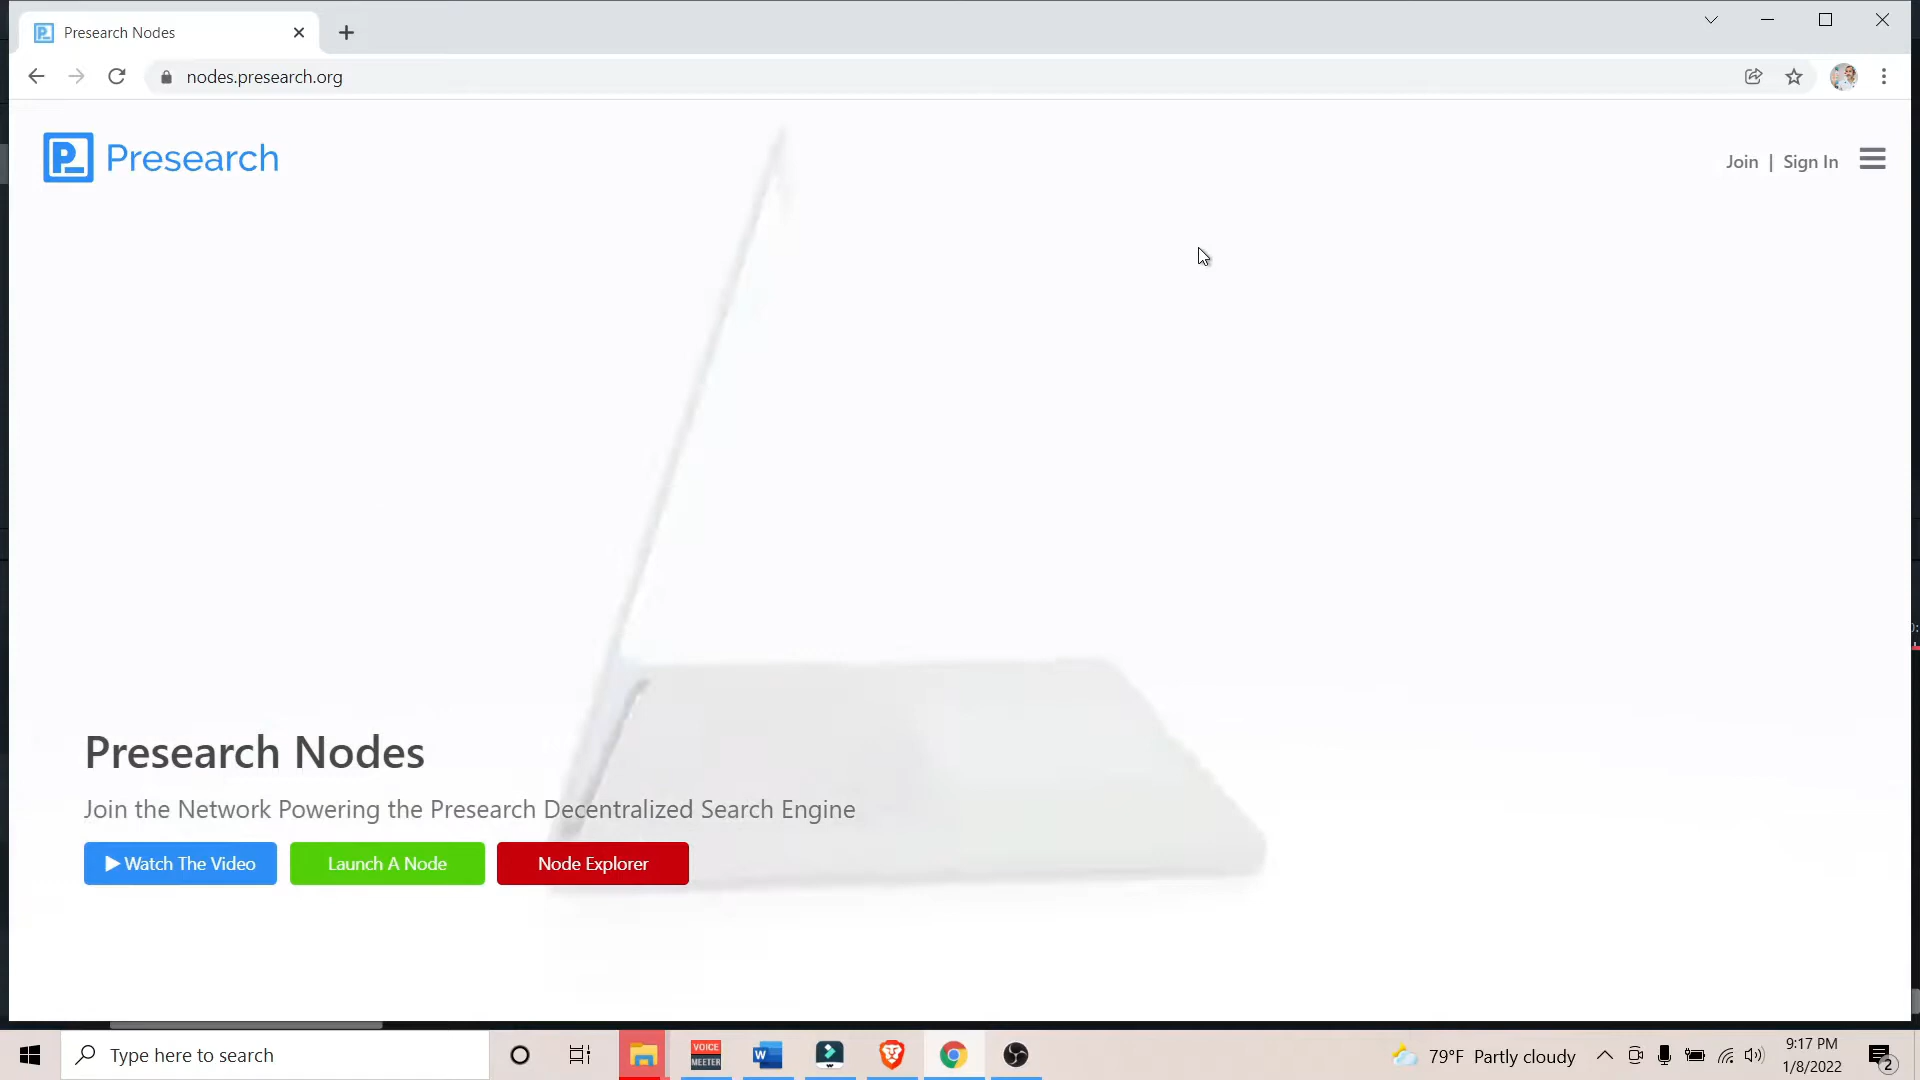 Presearch Nodes
nodes.presearch.org
P_ Presearch
Join | Sign In
Presearch Nodes
Join the Network Powering the Presearch Decentralized Search Engine
Watch The Video
Launch A Node
Node Explorer
Type here to search
VOICE
MEETER
W
79°F Partly cloudy
9:17 PM
1/8/2022
2